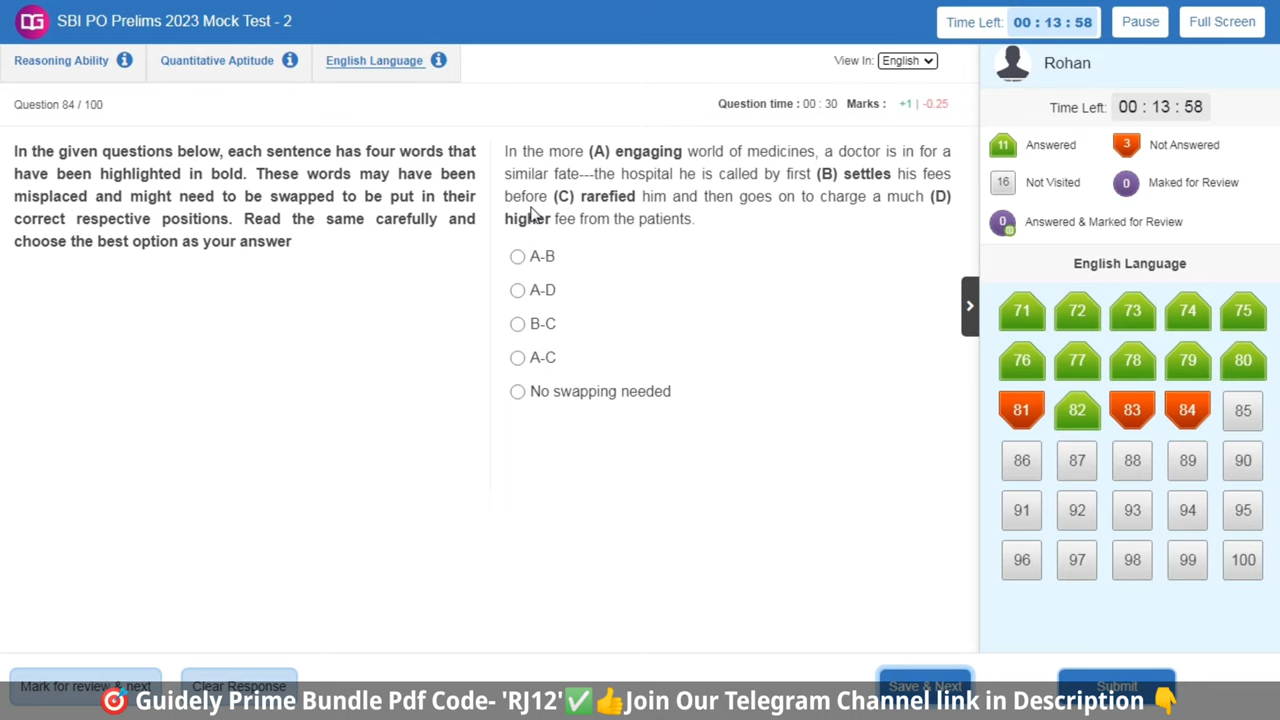 SBI PO Prelims 2023 Mock Test - 2
Time Left: 00 : 13 : 58
Pause
Full Screen
Reasoning Ability
Quantitative Aptitude
English Language
View In: English
Rohan
Question 84 / 100
Question time : 00 : 30 Marks : +1 | -0.25
Time Left: 00 : 13 : 58
In the given questions below, each sentence has four words that
have been highlighted in bold. These words may have been
misplaced and might need to be swapped to be put in their
correct respective positions. Read the same carefully and
choose the best option as your answer
In the more (A) engaging world of medicines, a doctor is in for a
similar fate---the hospital he is called by first (B) settles his fees
before (C) rarefied him and then goes on to charge a much (D)
higher fee from the patients.
A-B
A-D
B-C
A-C
No swapping needed
11 Answered
3 Not Answered
16 Not Visited
0 Maked for Review
0 Answered & Marked for Review
English Language
71 72 73 74 75
76 77 78 79 80
81 82 83 84 85
86 87 88 89 90
91 92 93 94 95
96 97 98 99 100
Mark for review & next
Clear Response
Save & Next
Submit
Guidely Prime Bundle Pdf Code- 'RJ12' Join Our Telegram Channel link in Description